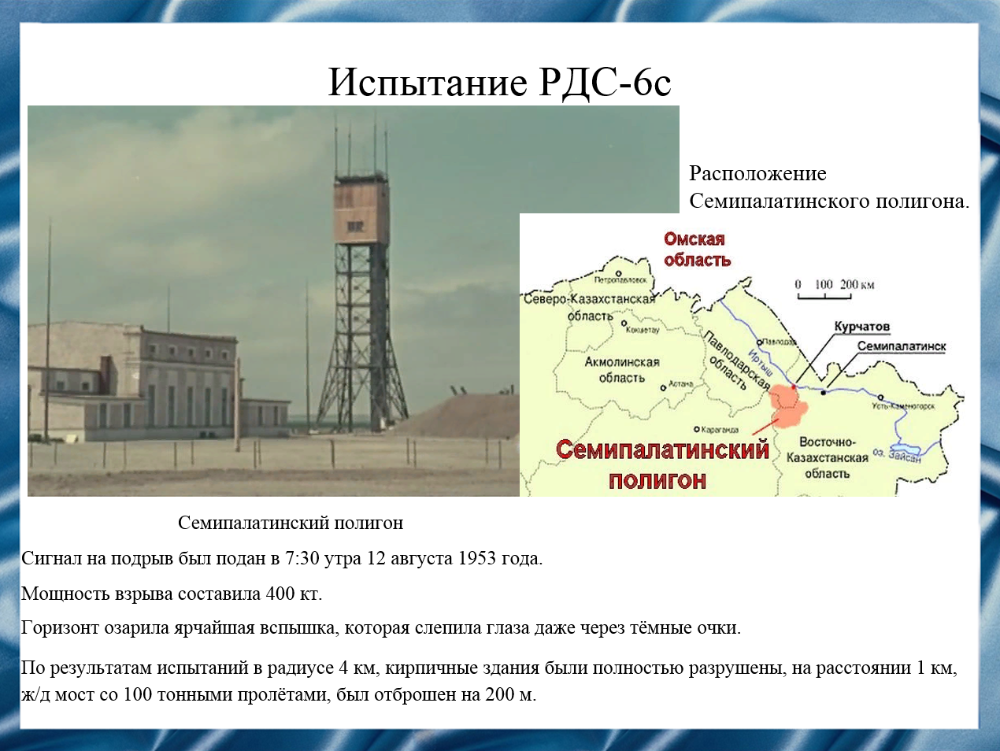 Испытание РДС-6с
Расположение
Семипалатинского полигона.
Омская
область
0 100 200 км
Петропавловск
Северо-Казахстанская
область
Кокшетау
Курчатов
Семипалатинск
Павлодар
Павлодарская
область
Иртыш
Акмолинская
область
Астана
Усть-Каменогорск
Караганда
Семипалатинский
полигон
Восточно-
Казахстанская
область
оз. Зайсан
Семипалатинский полигон
Сигнал на подрыв был подан в 7:30 утра 12 августа 1953 года.
Мощность взрыва составила 400 кт.
Горизонт озарила ярчайшая вспышка, которая слепила глаза даже через тёмные очки.
По результатам испытаний в радиусе 4 км, кирпичные здания были полностью разрушены, на расстоянии 1 км,
ж/д мост со 100 тонными пролётами, был отброшен на 200 м.